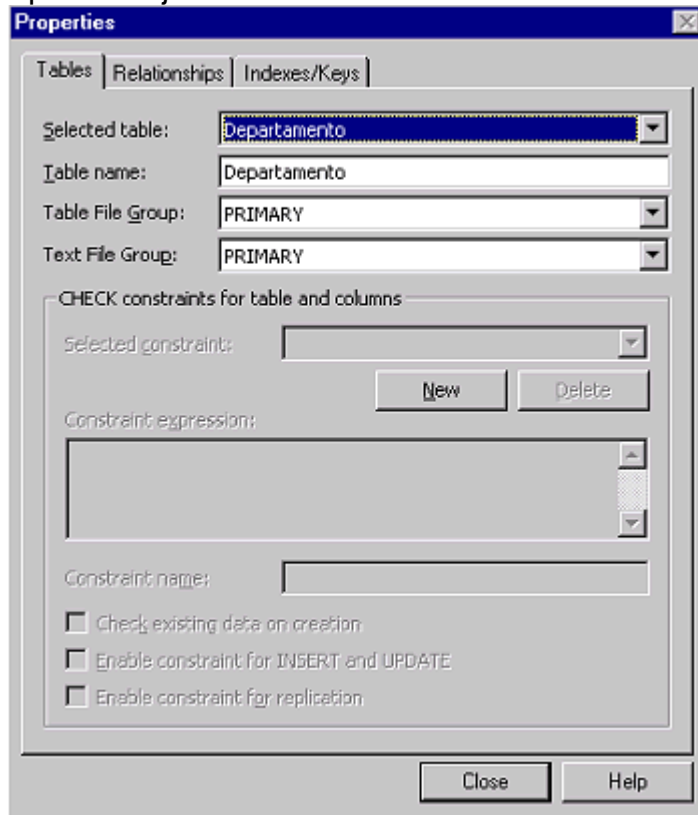 Properties
Tables Relationships Indexes/Keys
Selected table: Departamento
Table name: Departamento
Table File Group: PRIMARY
Text File Group: PRIMARY
CHECK constraints for table and columns
Selected constraint:
New Delete
Constraint expression:
Constraint name:
Check existing data on creation
Enable constraint for INSERT and UPDATE
Enable constraint for replication
Close Help